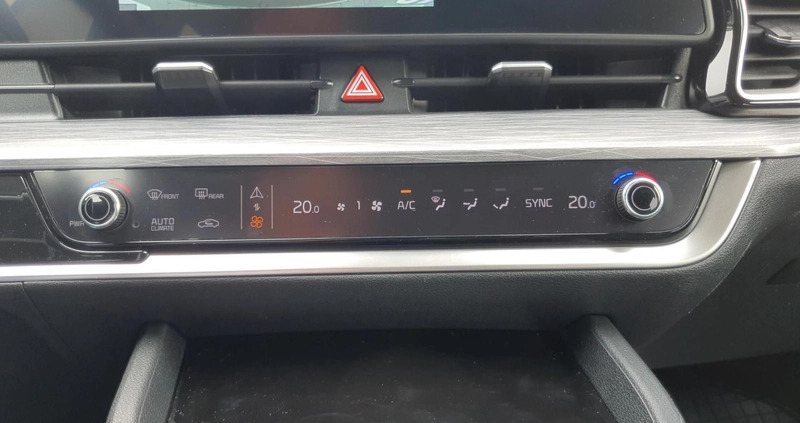 FRONT REAR
20.0 1 A/C SYNC 20.0
PWR AUTO
CLIMATE